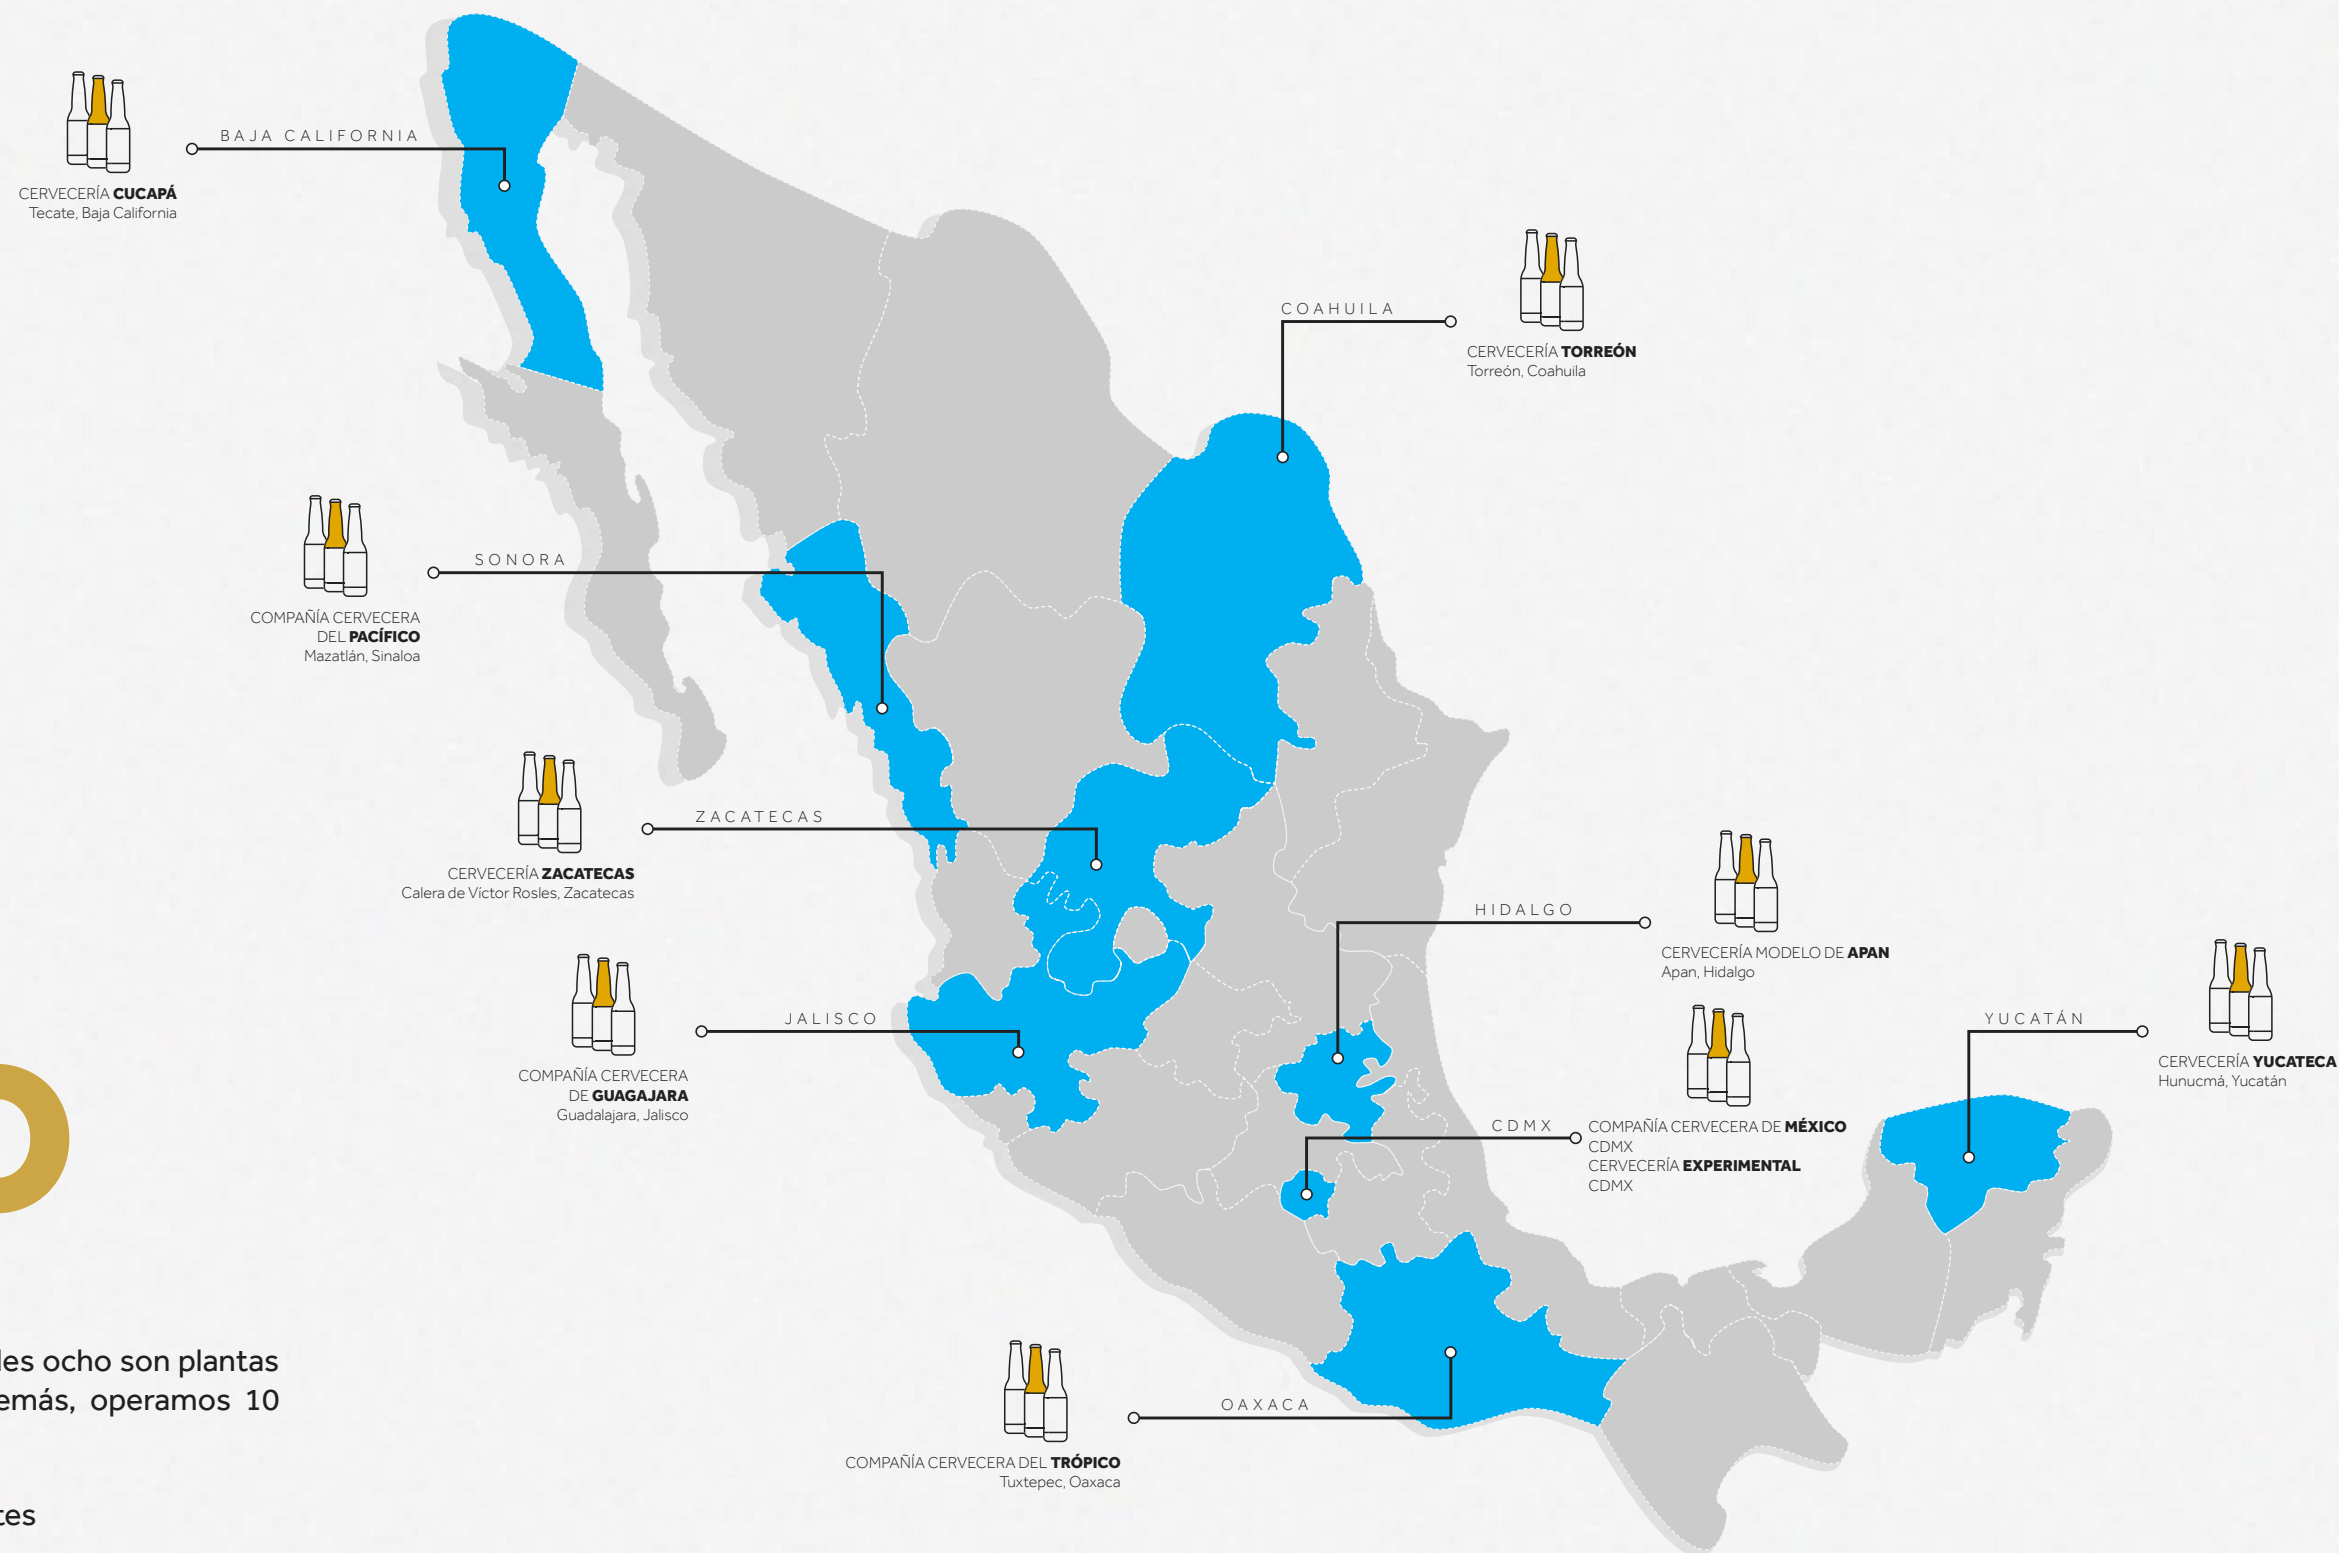 BAJA CALIFORNIA
CERVECERÍA CUCAPÁ
Tecate, Baja California
COAHUILA
CERVECERÍA TORREÓN
Torreón, Coahuila
SONORA
COMPAÑÍA CERVECERA
DEL PACÍFICO
Mazatlán, Sinaloa
ZACATECAS
CERVECERÍA ZACATECAS
Calera de Víctor Rosles, Zacatecas
HIDALGO
CERVECERÍA MODELO DE APAN
Apan, Hidalgo
JALISCO
COMPAÑÍA CERVECERA
DE GUAGAJARA
Guadalajara, Jalisco
YUCATÁN
CERVECERÍA YUCATECA
Hunucmá, Yucatán
CDMX
COMPAÑÍA CERVECERA DE MÉXICO
CDMX
CERVECERÍA EXPERIMENTAL
CDMX
ocho son plantas
operamos 10
OAXACA
COMPAÑÍA CERVECERA DEL TRÓPICO
Tuxtepec, Oaxaca